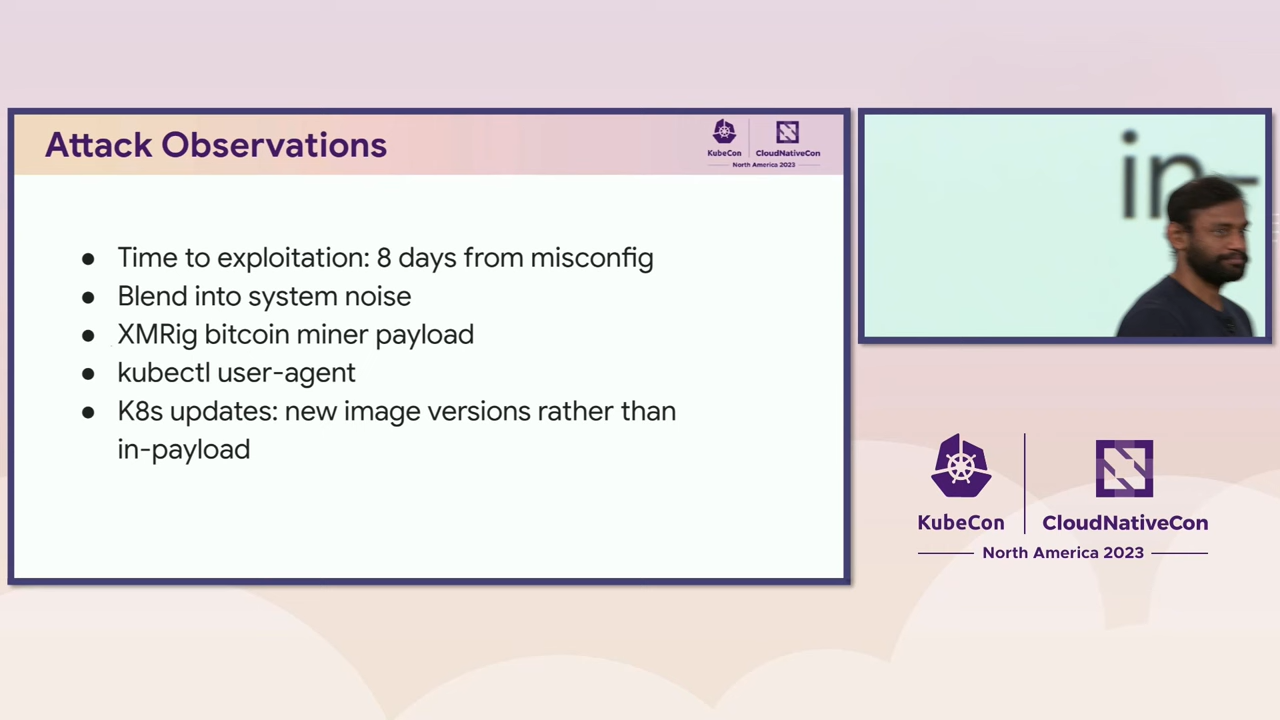 Attack Observations
KubeCon
CloudNativeCon
North America 2023
● Time to exploitation: 8 days from misconfig
● Blend into system noise
● XMRig bitcoin miner payload
● kubectl user-agent
● K8s updates: new image versions rather than
in-payload
in-
KubeCon
CloudNativeCon
North America 2023